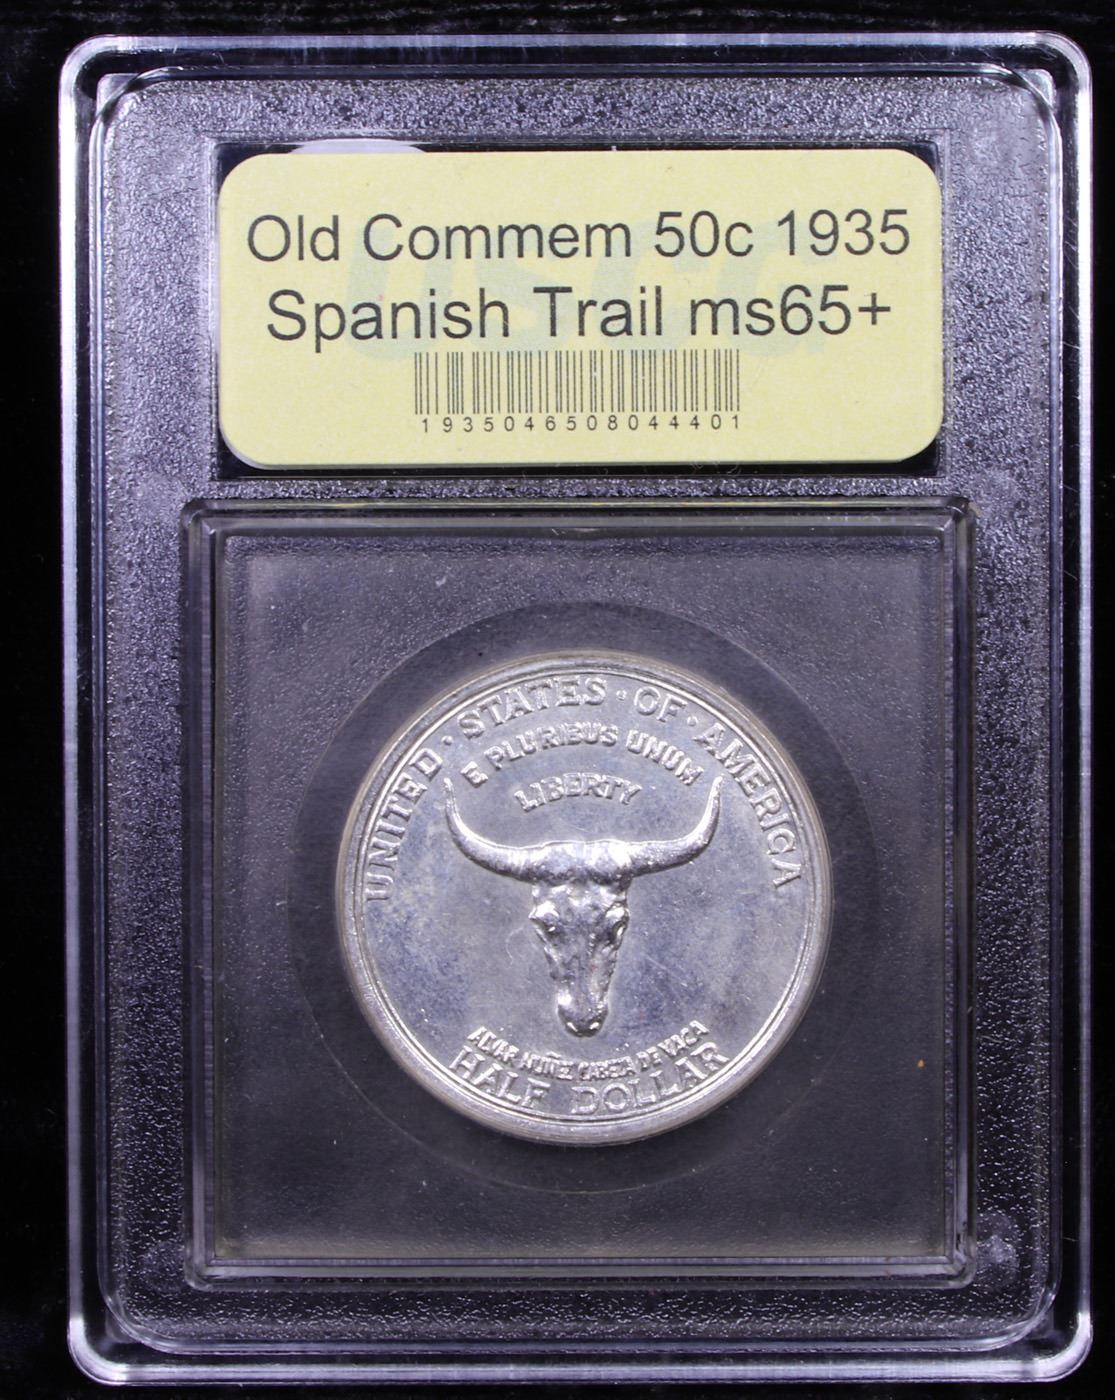 Old Commem 50c 1935
Spanish Trail ms65+
USCG
1935046508044401
UNITED · STATES · OF · AMERICA
E PLURIBUS UNUM
LIBERTY
ALVAR NUÑEZ CABEZA DE VACA
HALF DOLLAR